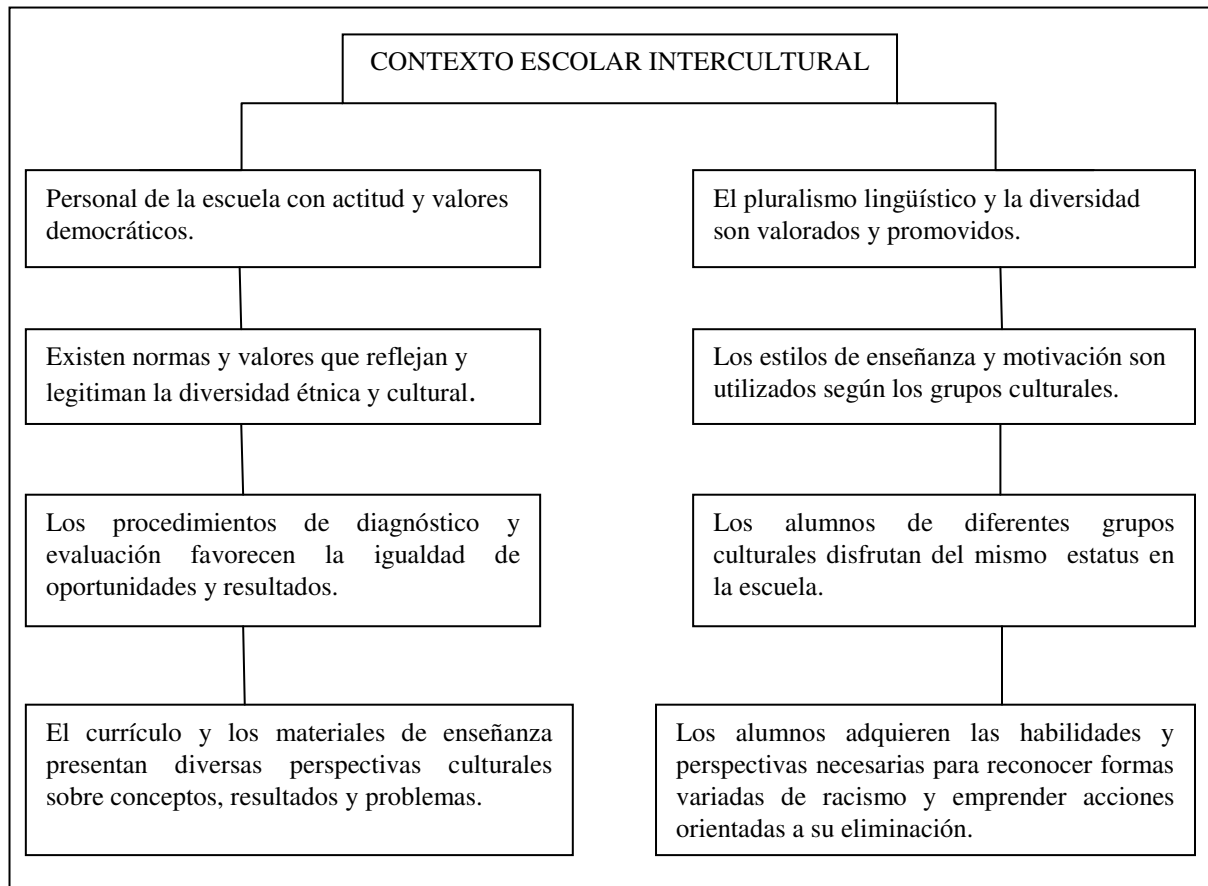 CONTEXTO ESCOLAR INTERCULTURAL
Personal de la escuela con actitud y valores
democráticos.
Existen normas y valores que reflejan y
legitiman la diversidad étnica y cultural.
Los procedimientos de diagnóstico y
evaluación favorecen la igualdad de
oportunidades y resultados.
El currículo y los materiales de enseñanza
presentan diversas perspectivas culturales
sobre conceptos, resultados y problemas.
El pluralismo lingüístico y la diversidad
son valorados y promovidos.
Los estilos de enseñanza y motivación son
utilizados según los grupos culturales.
Los alumnos de diferentes grupos
culturales disfrutan del mismo estatus en
la escuela.
Los alumnos adquieren las habilidades y
perspectivas necesarias para reconocer formas
variadas de racismo y emprender acciones
orientadas a su eliminación.